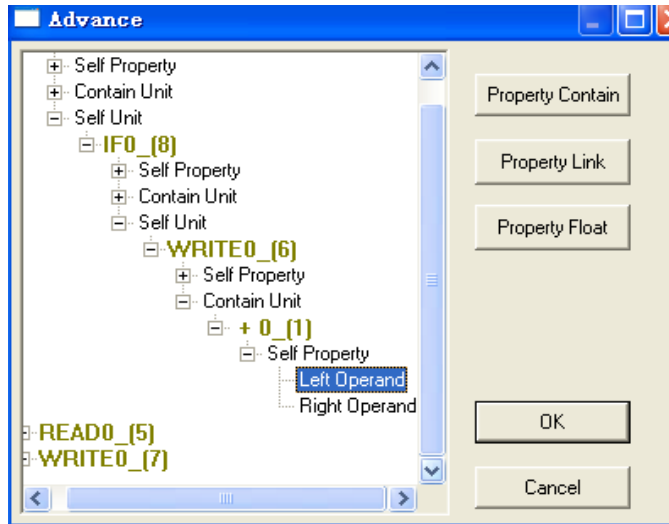 Advance
Self Property
Contain Unit
Self Unit
IF0_(8)
Self Property
Contain Unit
Self Unit
WRITE0_(6)
Self Property
Contain Unit
+ 0_(1)
Self Property
Left Operand
Right Operand
READ0_(5)
WRITE0_(7)
Property Contain
Property Link
Property Float
OK
Cancel